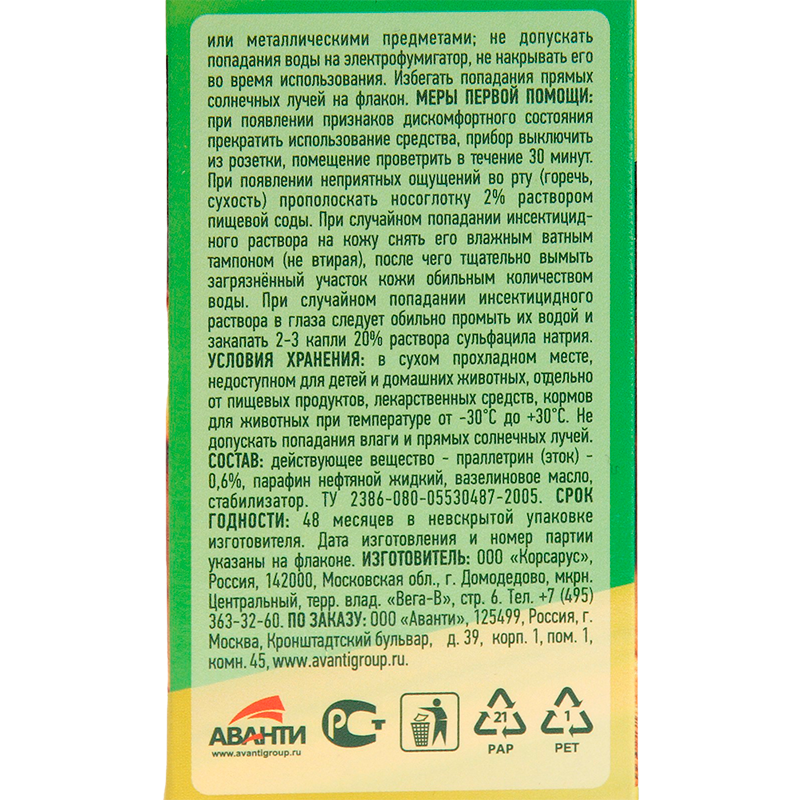 или металлическими предметами; не допускать
попадания воды на электрофумигатор, не накрывать его
во время использования. Избегать попадания прямых
солнечных лучей на флакон. МЕРЫ ПЕРВОЙ ПОМОЩИ:
при появлении признаков дискомфортного состояния
прекратить использование средства, прибор выключить
из розетки, помещение проветрить в течение 30 минут.
При появлении неприятных ощущений во рту (горечь,
сухость) прополоскать носоглотку 2% раствором
пищевой соды. При случайном попадании инсектицид-
ного раствора на кожу снять его влажным ватным
тампоном (не втирая), после чего тщательно вымыть
загрязнённый участок кожи обильным количеством
воды. При случайном попадании инсектицидного
раствора в глаза следует обильно промыть их водой и
закапать 2-3 капли 20% раствора сульфацила натрия.
УСЛОВИЯ ХРАНЕНИЯ: в сухом прохладном месте,
недоступном для детей и домашних животных, отдельно
от пищевых продуктов, лекарственных средств, кормов
для животных при температуре от -30°С до +30°С. Не
допускать попадания влаги и прямых солнечных лучей.
СОСТАВ: действующее вещество - праллетрин (эток) -
0,6%, парафин нефтяной жидкий, вазелиновое масло,
стабилизатор. ТУ 2386-080-05530487-2005. СРОК
ГОДНОСТИ: 48 месяцев в невскрытой упаковке
изготовителя. Дата изготовления и номер партии
указаны на флаконе. ИЗГОТОВИТЕЛЬ: ООО «Корсарус»,
Россия, 142000, Московская обл., г. Домодедово, мкрн.
Центральный, терр. влад. «Вега-В», стр. 6. Тел. +7 (495)
363-32-60. ПО ЗАКАЗУ: ООО «Аванти», 125499, Россия, г.
Москва, Кронштадтский бульвар, д. 39, корп. 1, пом. 1,
комн. 45, www.avantigroup.ru.
АВАНТИ
www.avantigroup.ru
РСТ
21
PAP
1
PET